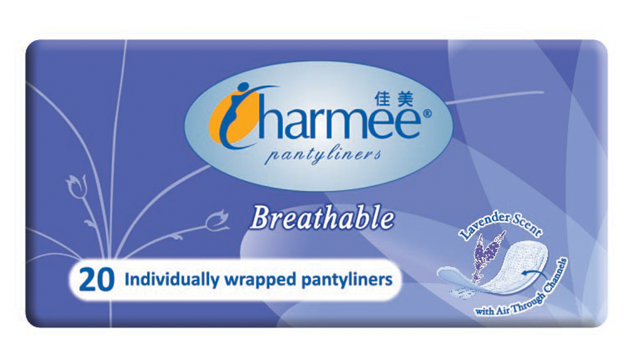 佳美
Charmee®
pantyliners
Breathable
Lavender Scent
20 Individually wrapped pantyliners
with Air Through Channels